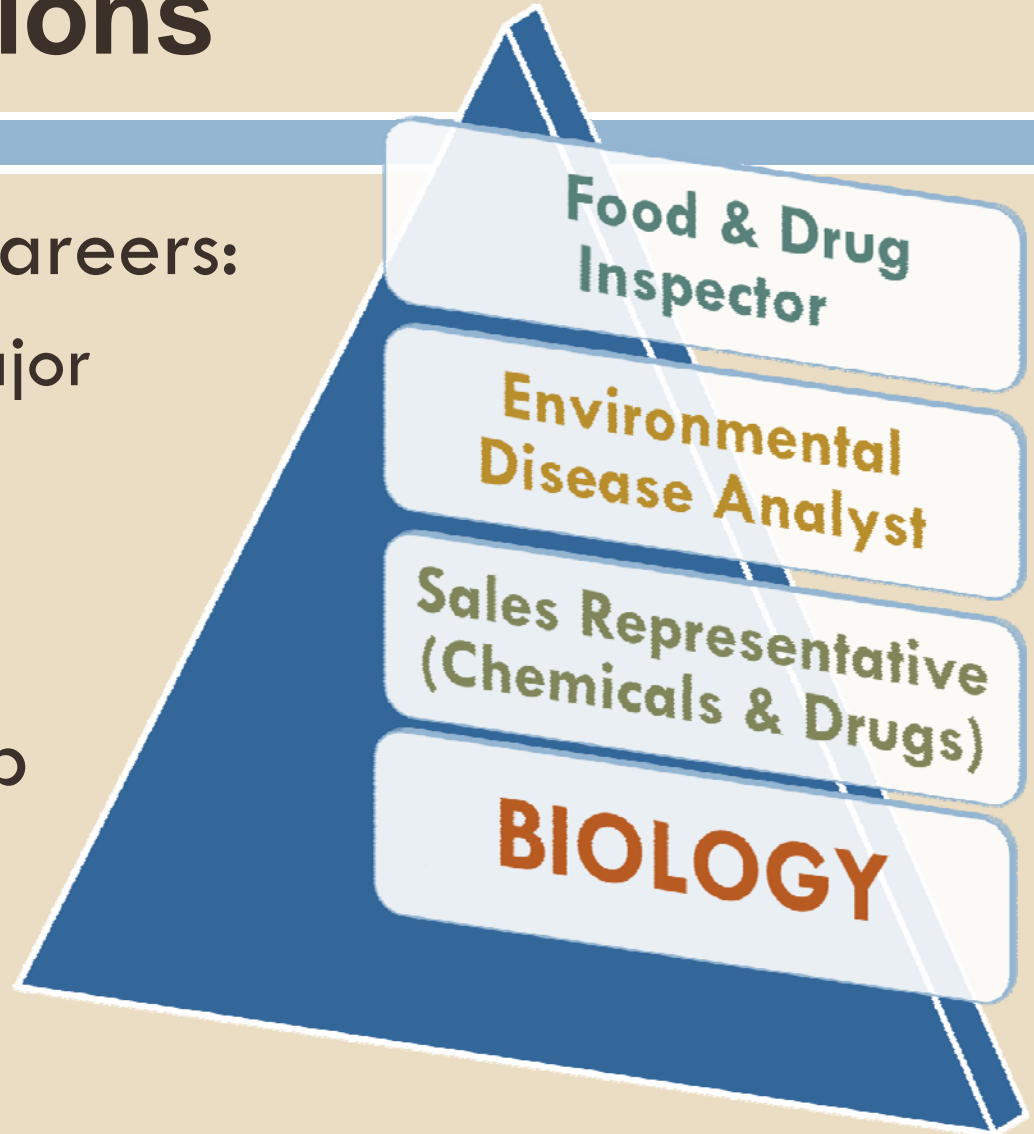 ions
areers:
ajor
p
Food & Drug
Inspector
Environmental
Disease Analyst
Sales Representative
(Chemicals & Drugs)
BIOLOGY